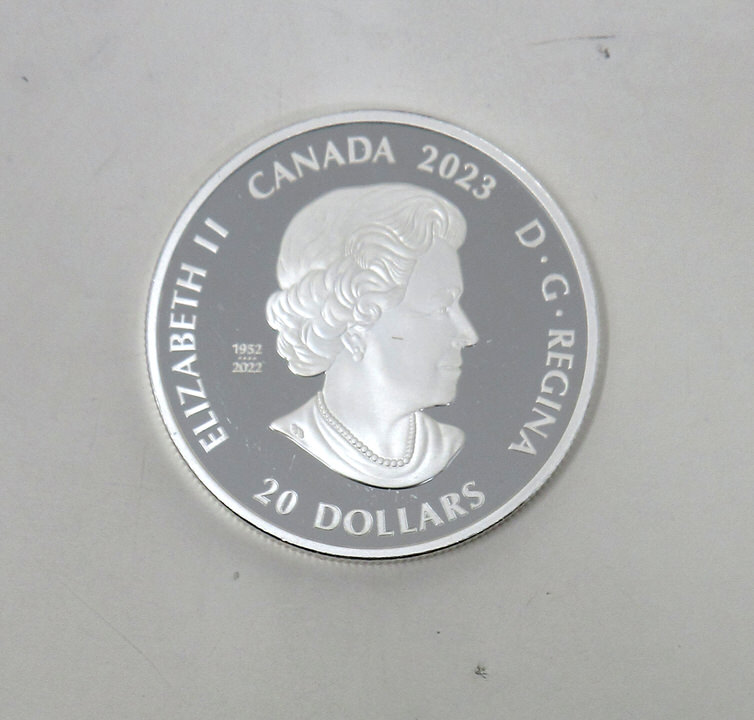 ELIZABETH II
CANADA 2023
D·G·REGINA
1952
2022
20 DOLLARS